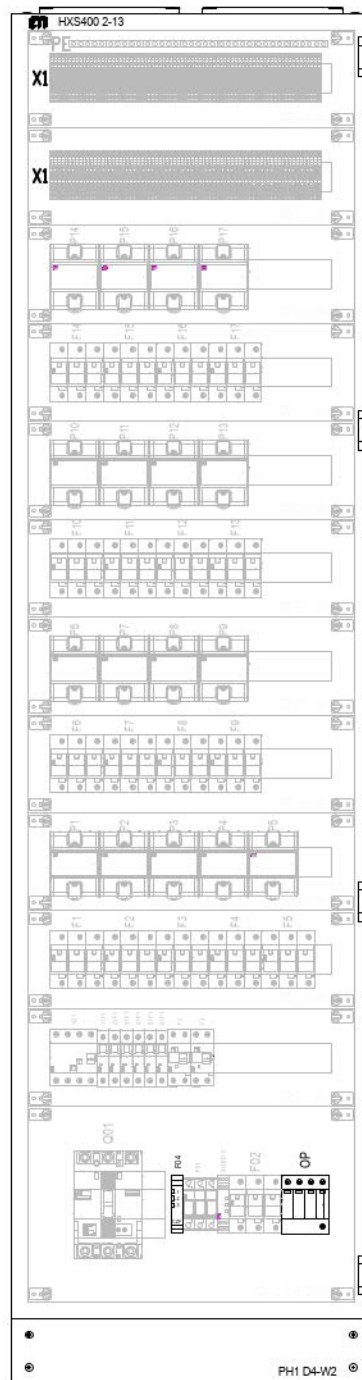 ETI HXS400 2-13
PE
X1
X1
P14 P15 P16 P17
F14 F15 F16 F17
P10 P11 P12 P13
F10 F11 F12 F13
P6 P7 P8 P9
F6 F7 F8 F9
P1 P2 P3 P4 P5
F1 F2 F3 F4 F5
Q01 F04 F02 OP
PH1 D4-W2